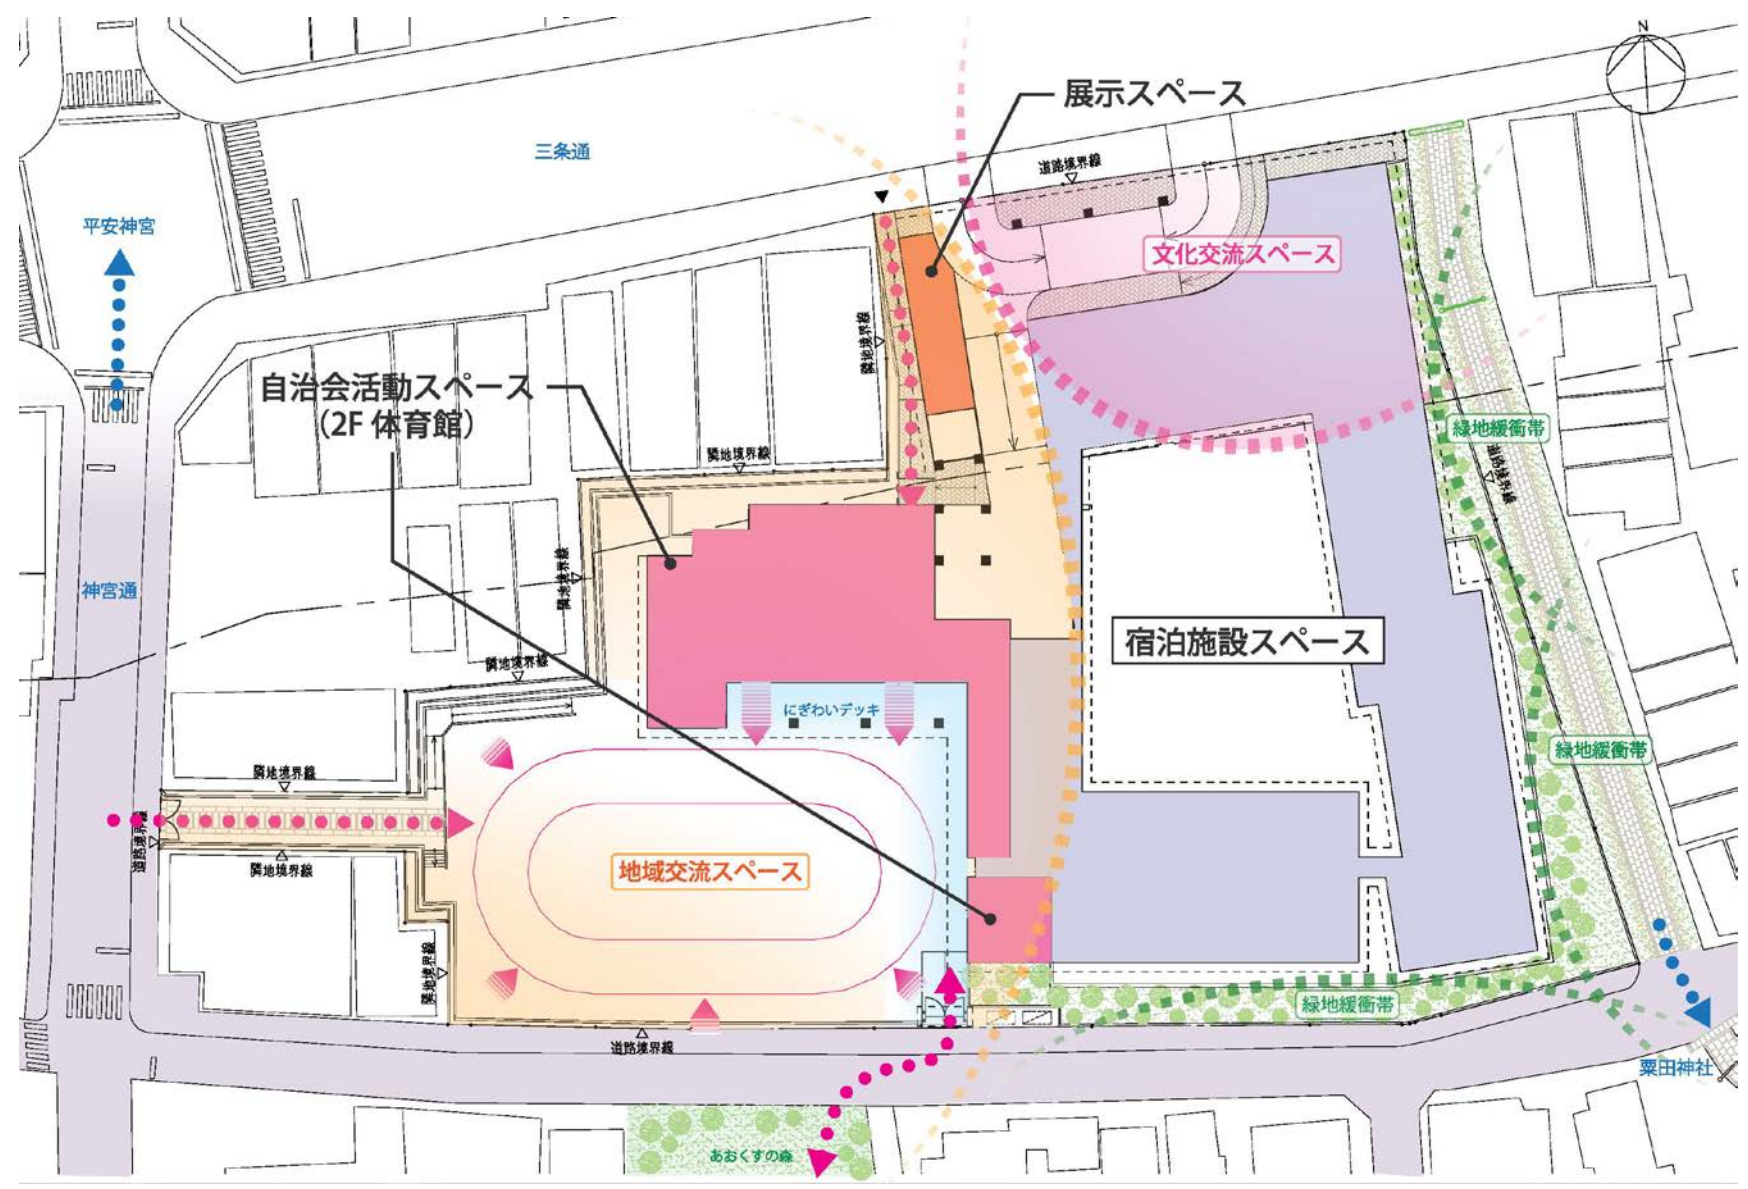 N
展示スペース
三条通
道路境界線
平安神宮
文化交流スペース
隣地境界線
自治会活動スペース
(2F 体育館)
緑地緩衝帯
隣地境界線
道路境界線
隣地境界線
神宮通
宿泊施設スペース
隣地境界線
にぎわいデッキ
緑地緩衝帯
隣地境界線
道路境界線
隣地境界線
地域交流スペース
隣地境界線
緑地緩衝帯
道路境界線
粟田神社
あおくすの森